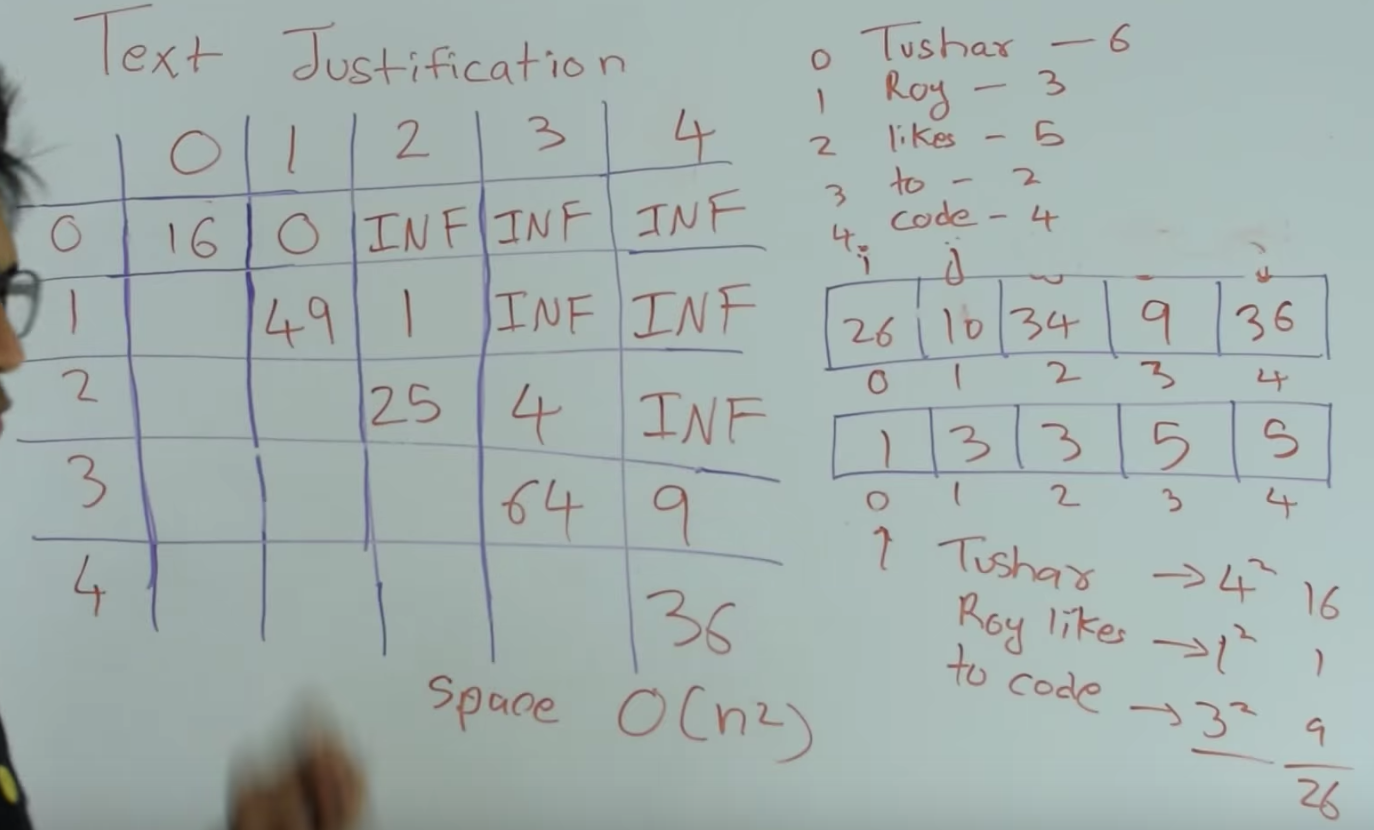 Text Justification
0 1 2 3 4
0 16 0 INF INF INF
1 49 1 INF INF
2 25 4 INF
3 64 9
4 36
Space O(n²)
0 Tushar - 6
1 Roy - 3
2 likes - 5
3 to - 2
4 code - 4
i j j
26 10 34 9 36
0 1 2 3 4
1 3 3 5 5
0 1 2 3 4
↑
Tushar → 4² 16
Roy likes → 1² 1
to code → 3² 9
26